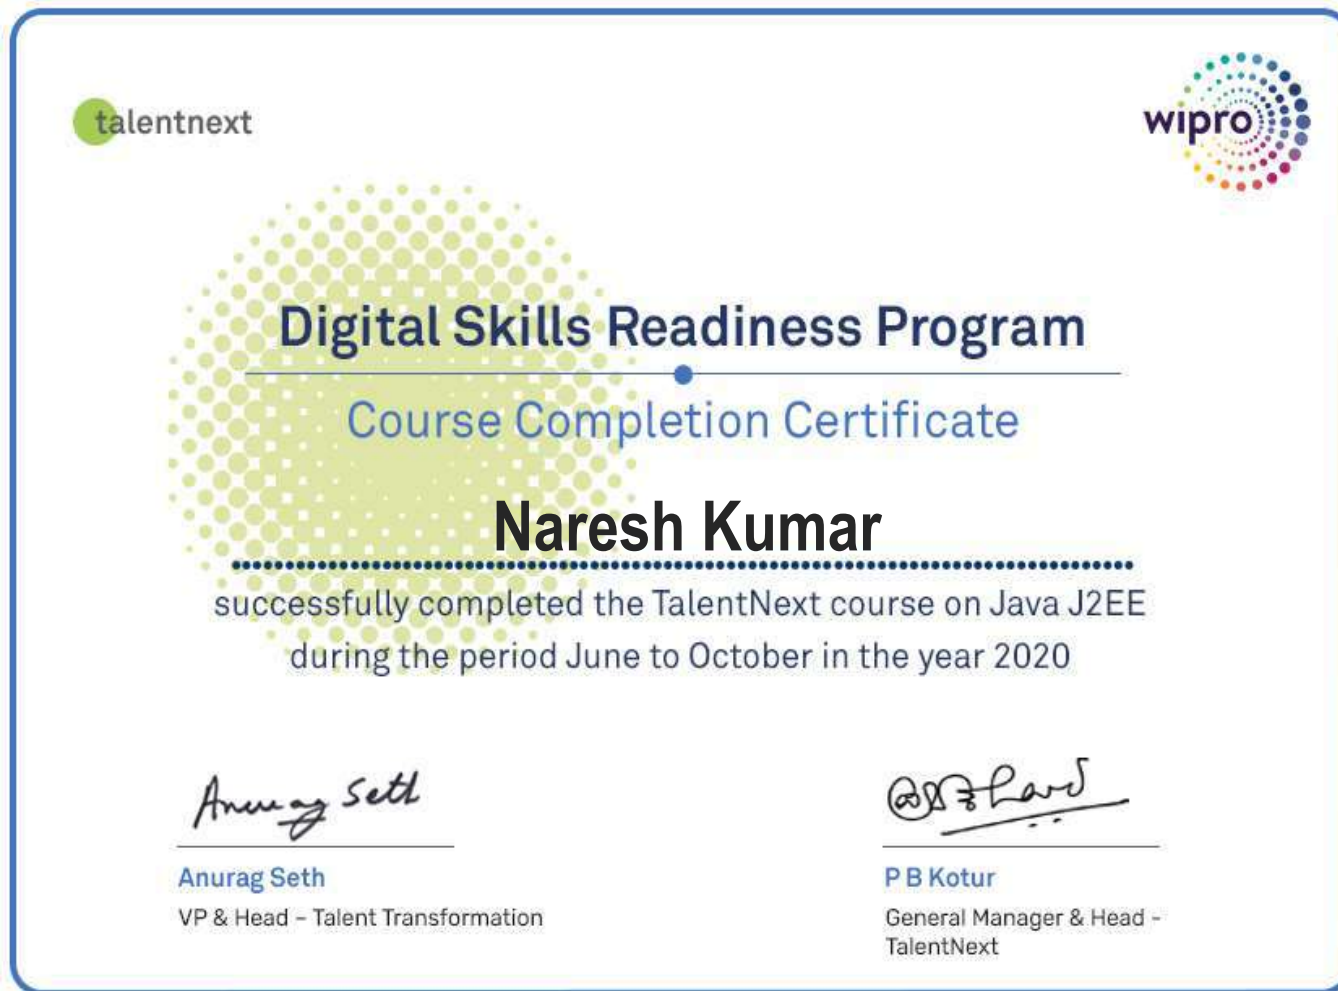 talentnext
wipro
Digital Skills Readiness Program
Course Completion Certificate
Naresh Kumar
successfully completed the TalentNext course on Java J2EE
during the period June to October in the year 2020
Anurag Seth
Anurag Seth
VP & Head – Talent Transformation
P B Kotur
General Manager & Head -
TalentNext